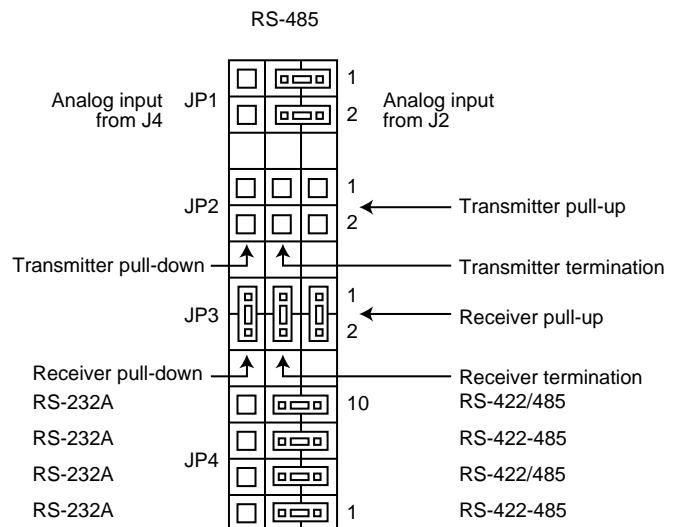 RS-485
1
Analog input
from J4
JP1
Analog input
from J2
2
1
JP2
Transmitter pull-up
2
Transmitter pull-down
Transmitter termination
1
JP3
Receiver pull-up
2
Receiver pull-down
Receiver termination
RS-232A
10
RS-422/485
RS-232A
RS-422-485
JP4
RS-232A
RS-422/485
RS-232A
1
RS-422-485